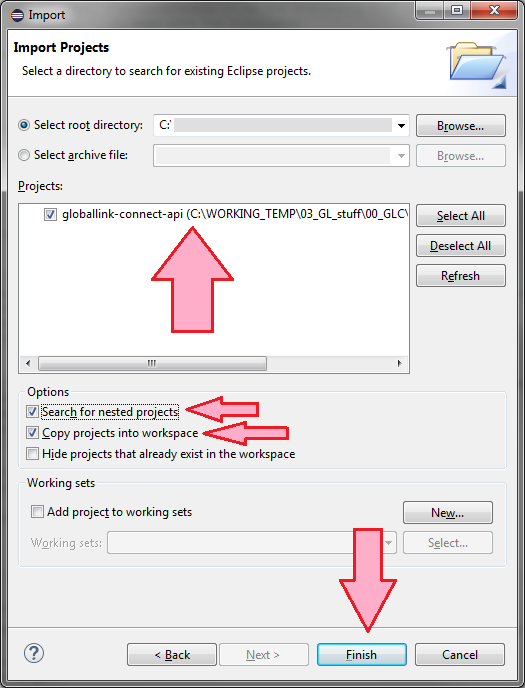 Import
Import Projects
Select a directory to search for existing Eclipse projects.
Select root directory: C:\ Browse...
Select archive file: Browse...
Projects:
globallink-connect-api (C:\WORKING_TEMP\03_GL_stuff\00_GLC\
Select All
Deselect All
Refresh
Options
Search for nested projects
Copy projects into workspace
Hide projects that already exist in the workspace
Working sets
Add project to working sets New...
Working sets: Select...
? < Back Next > Finish Cancel